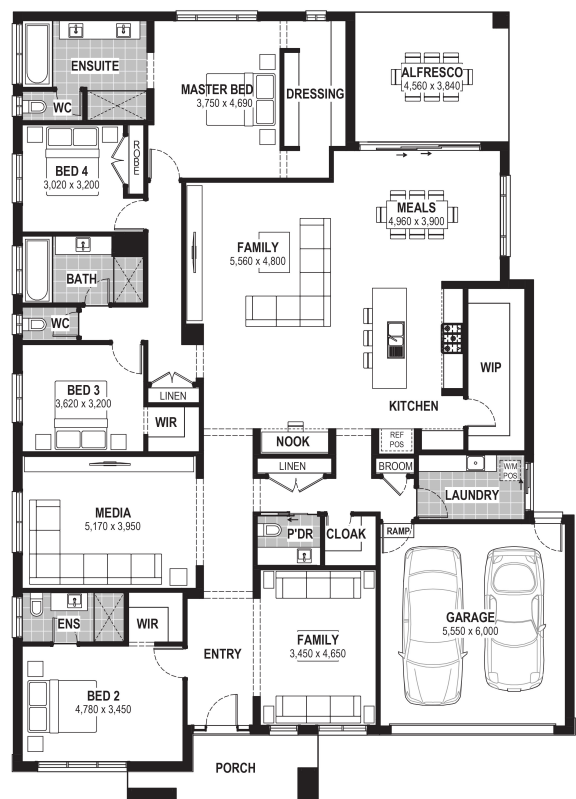 ENSUITE
WC
MASTER BED
3,750 x 4,690
DRESSING
ALFRESCO
4,560 x 3,840
BED 4
3,020 x 3,200
ROBE
MEALS
4,960 x 3,900
FAMILY
5,560 x 4,800
BATH
WC
WIP
BED 3
3,620 x 3,200
LINEN
WIR
KITCHEN
NOOK
REF
POS
LINEN
BROOM
W/M
POS
LAUNDRY
MEDIA
5,170 x 3,950
P'DR
CLOAK
RAMP
ENS
WIR
ENTRY
FAMILY
3,450 x 4,650
GARAGE
5,550 x 6,000
BED 2
4,780 x 3,450
PORCH